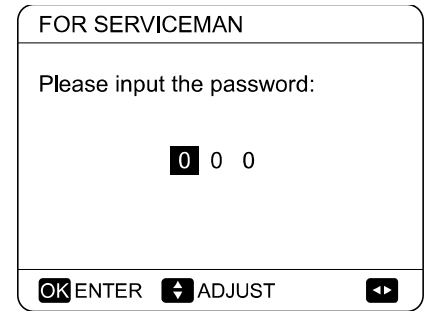 FOR SERVICEMAN
Please input the password:
0 0 0
OK ENTER ADJUST